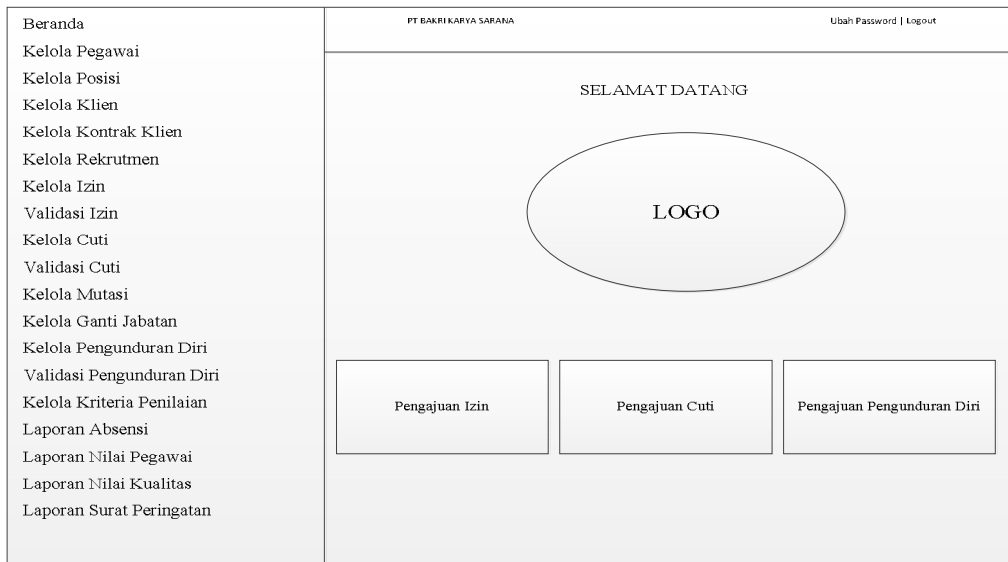 Beranda
Kelola Pegawai
Kelola Posisi
Kelola Klien
Kelola Kontrak Klien
Kelola Rekrutmen
Kelola Izin
Validasi Izin
Kelola Cuti
Validasi Cuti
Kelola Mutasi
Kelola Ganti Jabatan
Kelola Pengunduran Diri
Validasi Pengunduran Diri
Kelola Kriteria Penilaian
Laporan Absensi
Laporan Nilai Pegawai
Laporan Nilai Kualitas
Laporan Surat Peringatan
PT BAKRI KARYA SARANA
Ubah Password | Logout
SELAMAT DATANG
LOGO
Pengajuan Izin
Pengajuan Cuti
Pengajuan Pengunduran Diri